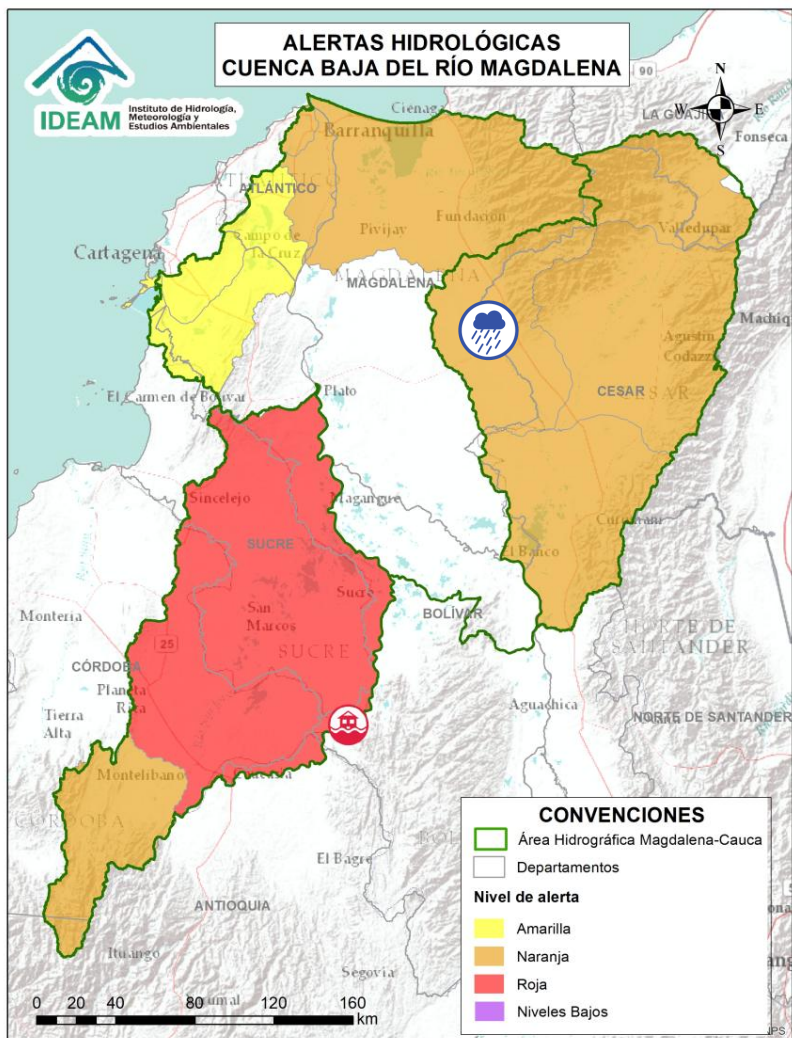 ALERTAS HIDROLÓGICAS
CUENCA BAJA DEL RÍO MAGDALENA
IDEAM
Instituto de Hidrología,
Meteorología y
Estudios Ambientales
N
W
E
S
90
Ciénaga
LA GUAJIRA
Fonseca
Barranquilla
ATLÁNTICO
Valledupar
Fundación
Pivijay
Campo de
la Cruz
Cartagena
MAGDALENA
MAGDALENA
Agustín
Codazzi
CESAR
El Carmen de Bolívar
Plato
Sincelejo
Magangué
SUCRE
El Banco
Sucre
San
Marcos
BOLÍVAR
SUCRE
Montería
25
CÓRDOBA
Planeta
Rica
Tierra
Alta
NORTE DE
SANTANDER
Aguachica
NORTE DE SANTANDER
Montelíbano
Caucasia
CÓRDOBA
El Bagre
ANTIOQUIA
Ituango
Segovia
CONVENCIONES
Área Hidrográfica Magdalena-Cauca
Departamentos
Nivel de alerta
Amarilla
Naranja
Roja
Niveles Bajos
0 20 40 80 120 160
km